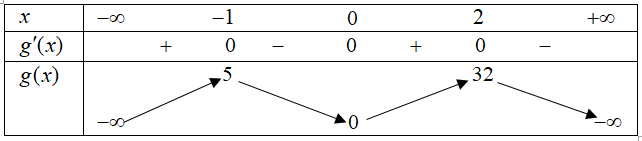 x −∞ −1 0 2 +∞
g′(x) + 0 − 0 + 0 −
g(x) 5 32
−∞ 0 −∞